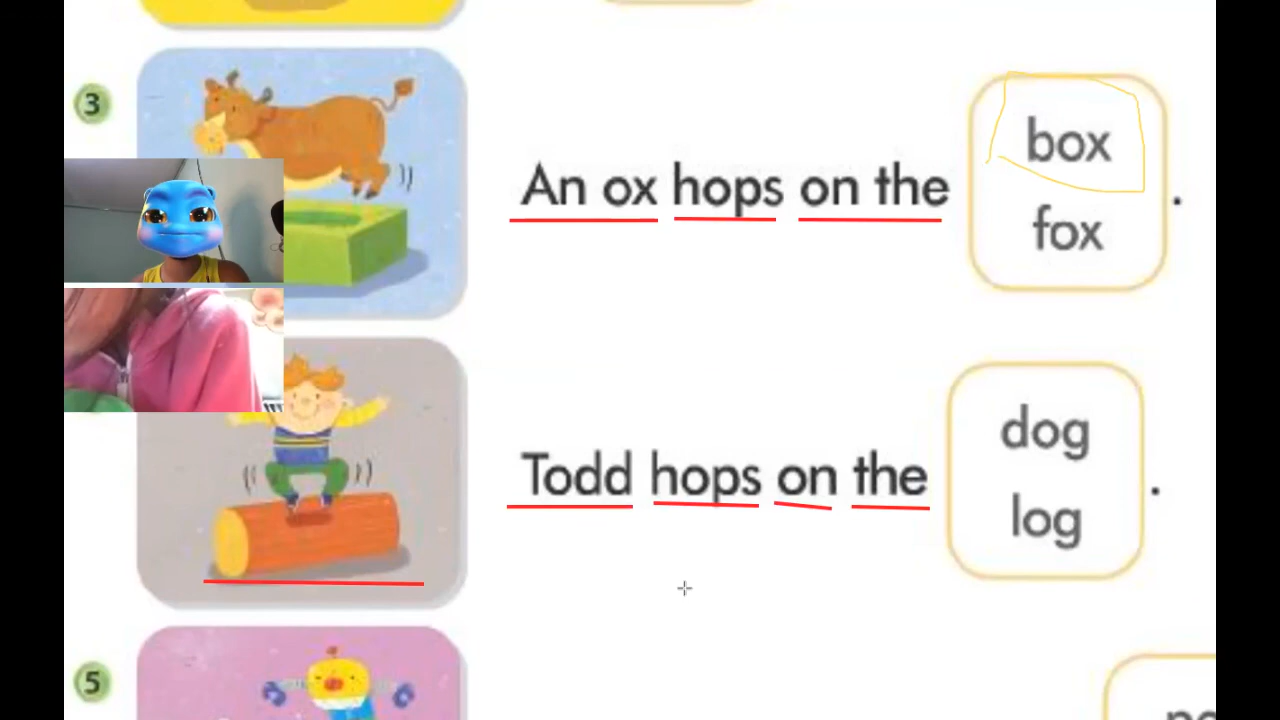 3
box
An ox hops on the
.
fox
dog
Todd hops on the
.
log
5